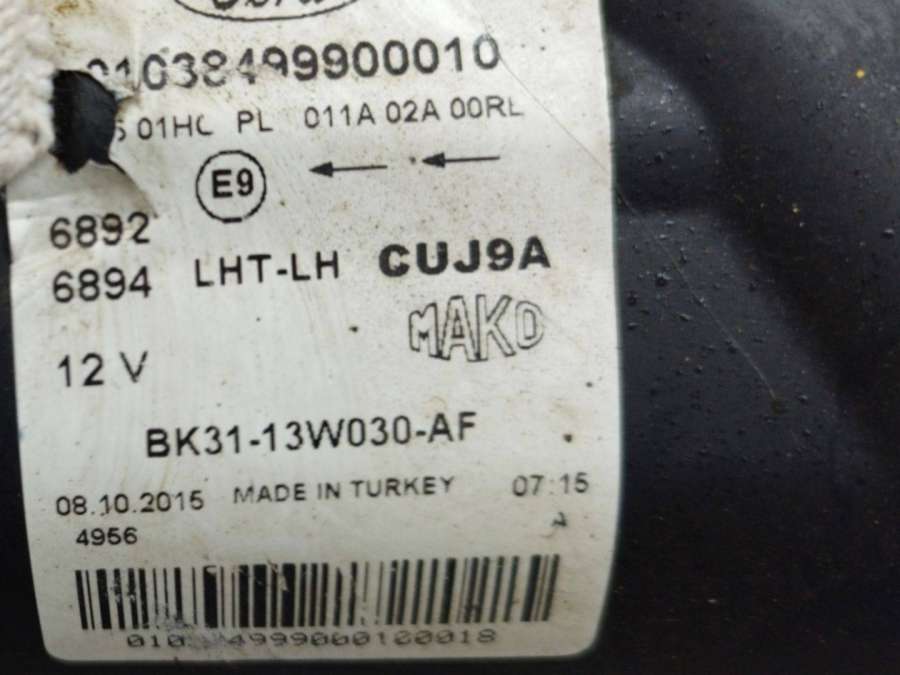 01038499900010
01HC PL 011A 02A 00RL
E9
6892
6894 LHT-LH CUJ9A
MAKO
12 V
BK31-13W030-AF
08.10.2015 MADE IN TURKEY 07:15
4956 A